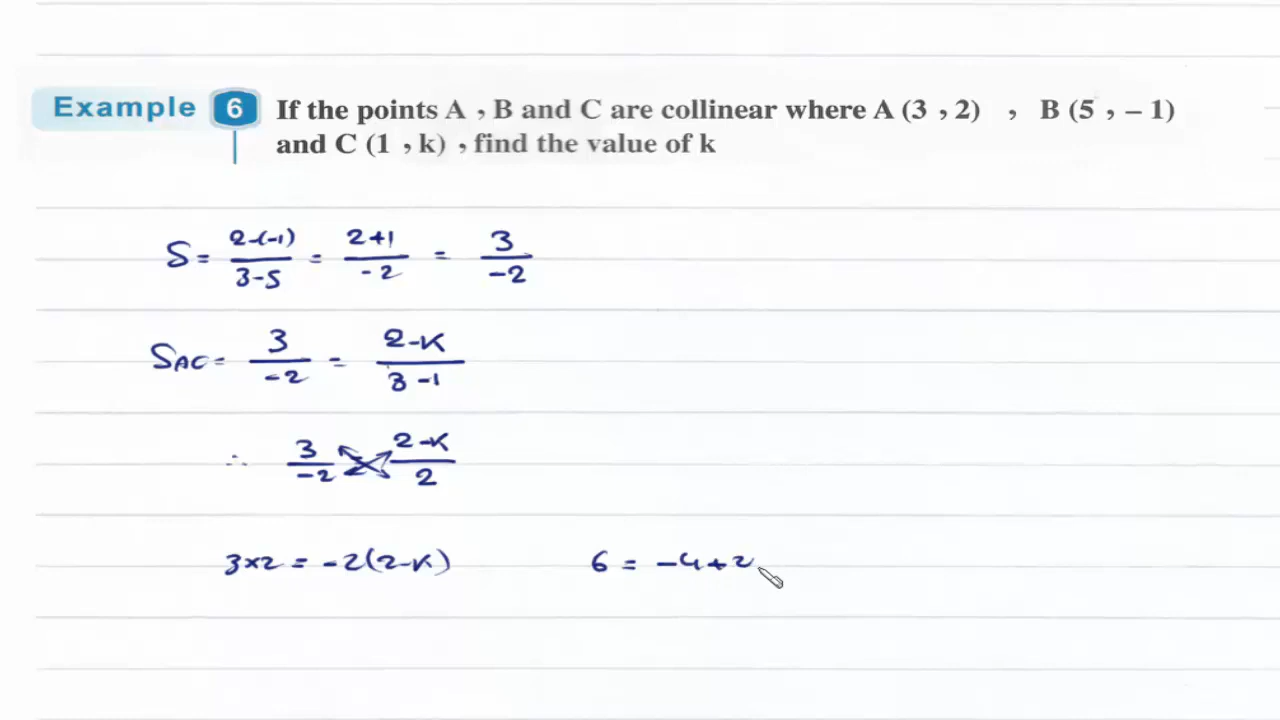 Example 6 If the points A , B and C are collinear where A (3 , 2) , B (5 , – 1)
and C (1 , k) , find the value of k
S = 2-(-1) / 3-5 = 2+1 / -2 = 3 / -2
SAC = 3 / -2 = 2-K / 3-1
∴ 3 / -2 2-K / 2
3×2 = -2(2-K) 6 = -4+2